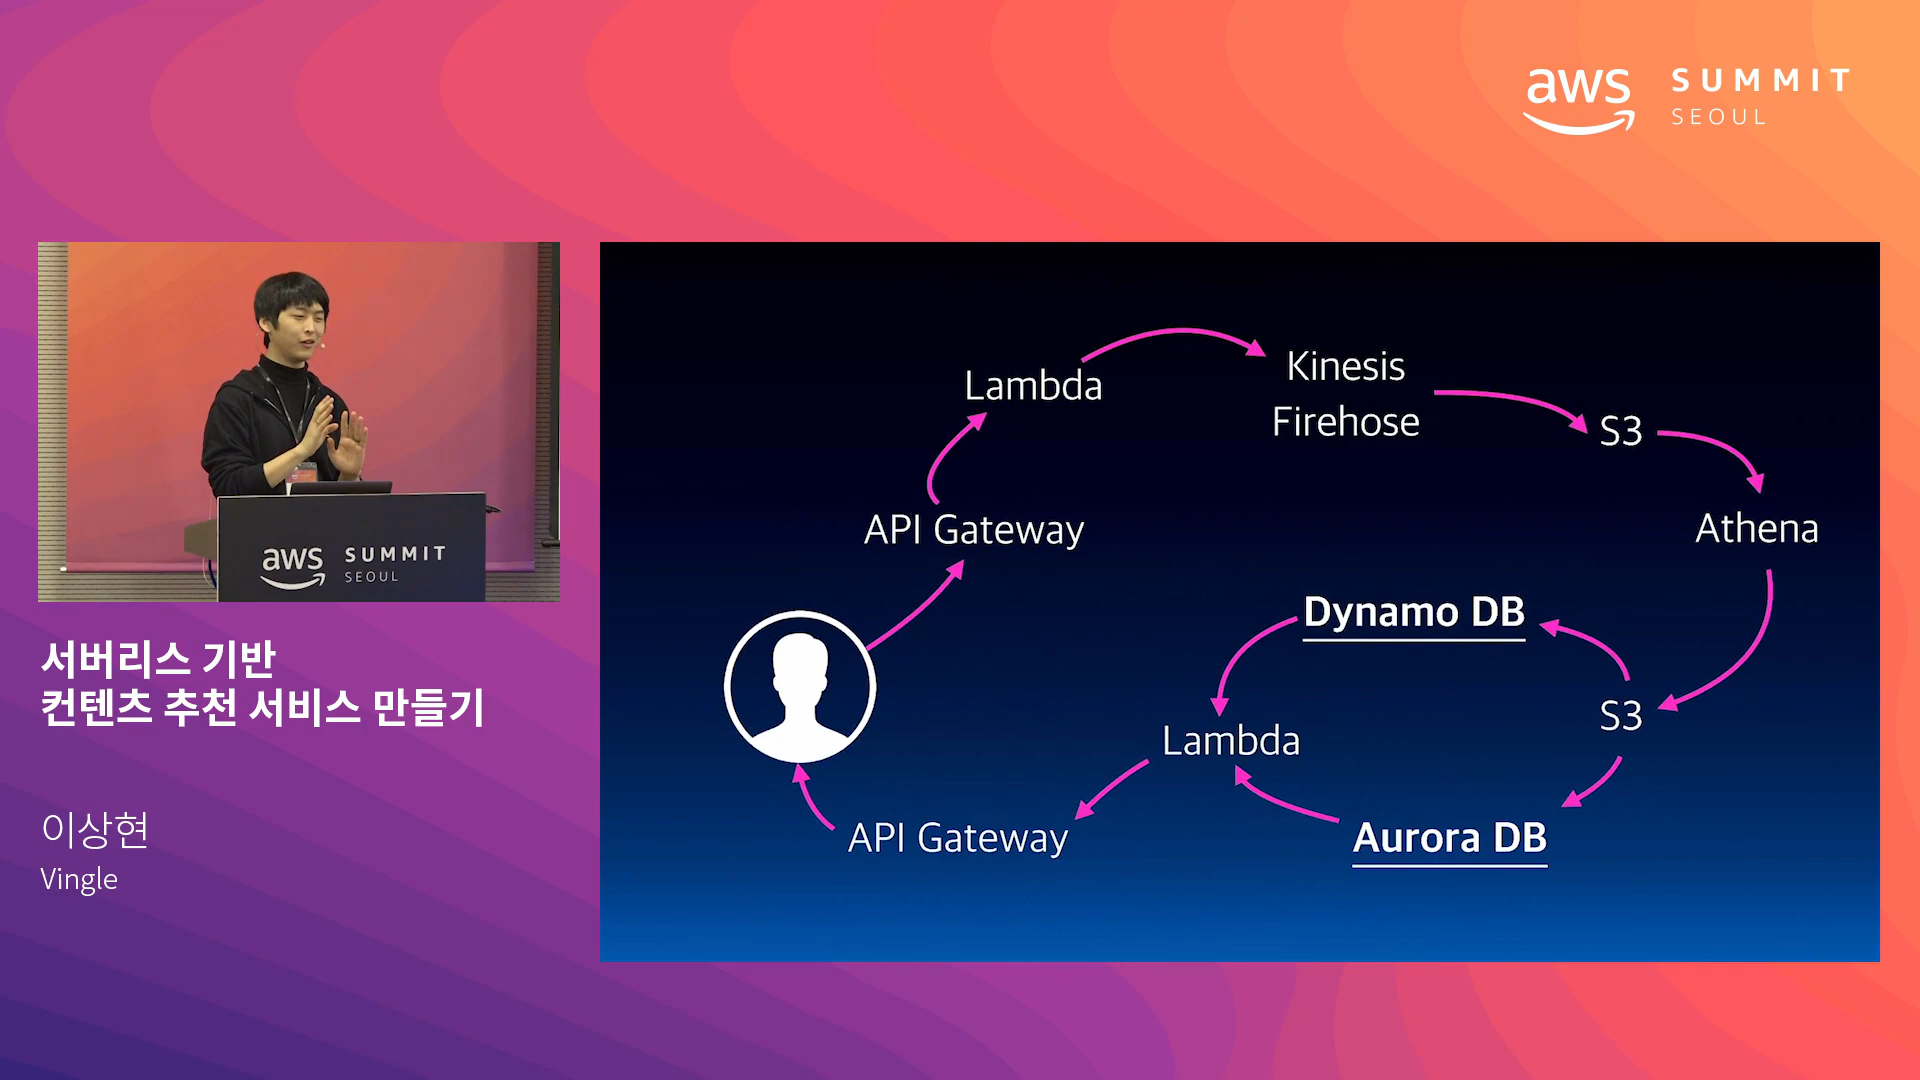 aws SUMMIT
SEOUL
aws SUMMIT
SEOUL
서버리스 기반
컨텐츠 추천 서비스 만들기
이상현
Vingle
Lambda
Kinesis
Firehose
S3
API Gateway
Athena
Dynamo DB
S3
Lambda
API Gateway
Aurora DB